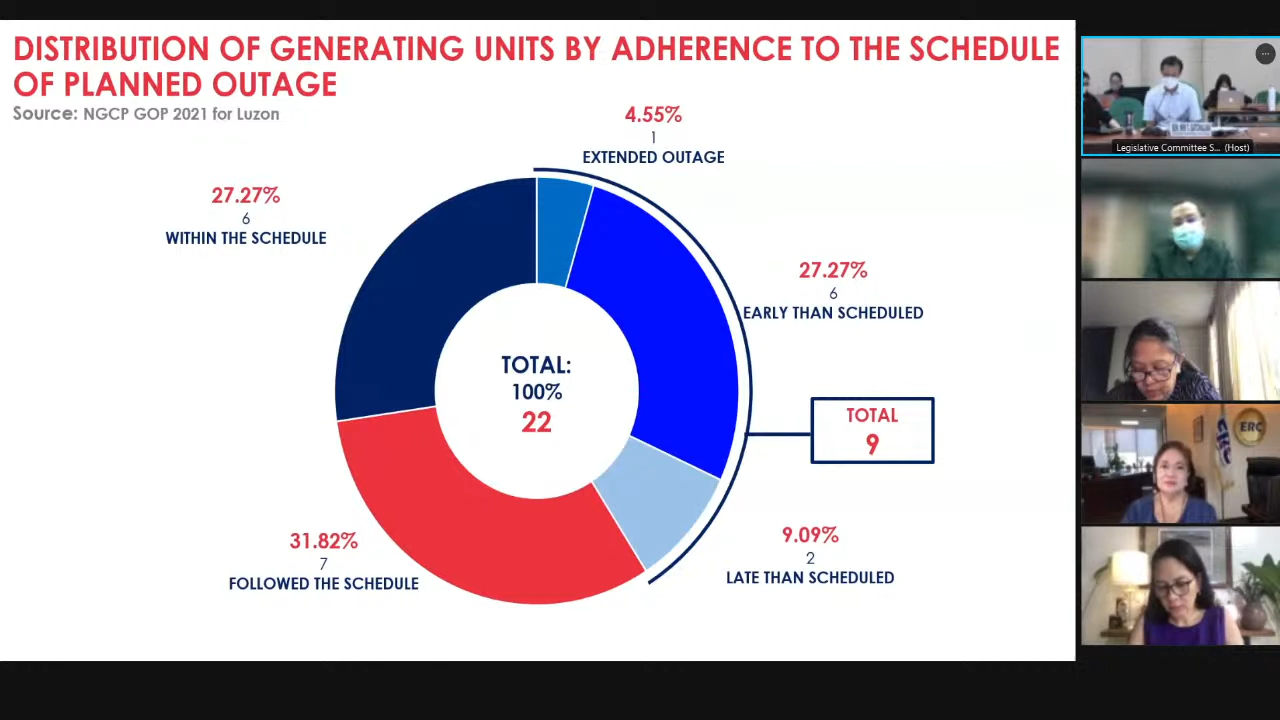 DISTRIBUTION OF GENERATING UNITS BY ADHERENCE TO THE SCHEDULE
OF PLANNED OUTAGE
Source: NGCP GOP 2021 for Luzon
4.55%
1
EXTENDED OUTAGE
27.27%
6
WITHIN THE SCHEDULE
27.27%
6
EARLY THAN SCHEDULED
TOTAL:
100%
22
TOTAL
9
31.82%
7
FOLLOWED THE SCHEDULE
9.09%
2
LATE THAN SCHEDULED
Legislative Committee S... (Host)
ERC
ERC